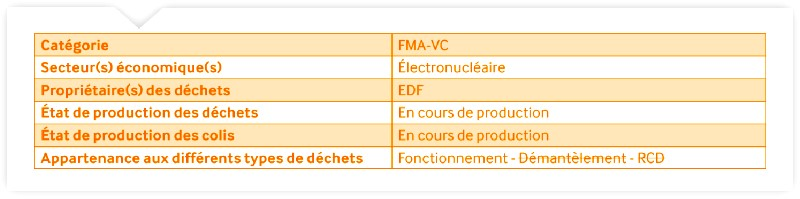 Catégorie FMA-VC
Secteur(s) économique(s) Électronucléaire
Propriétaire(s) des déchets EDF
État de production des déchets En cours de production
État de production des colis En cours de production
Appartenance aux différents types de déchets Fonctionnement - Démantèlement - RCD